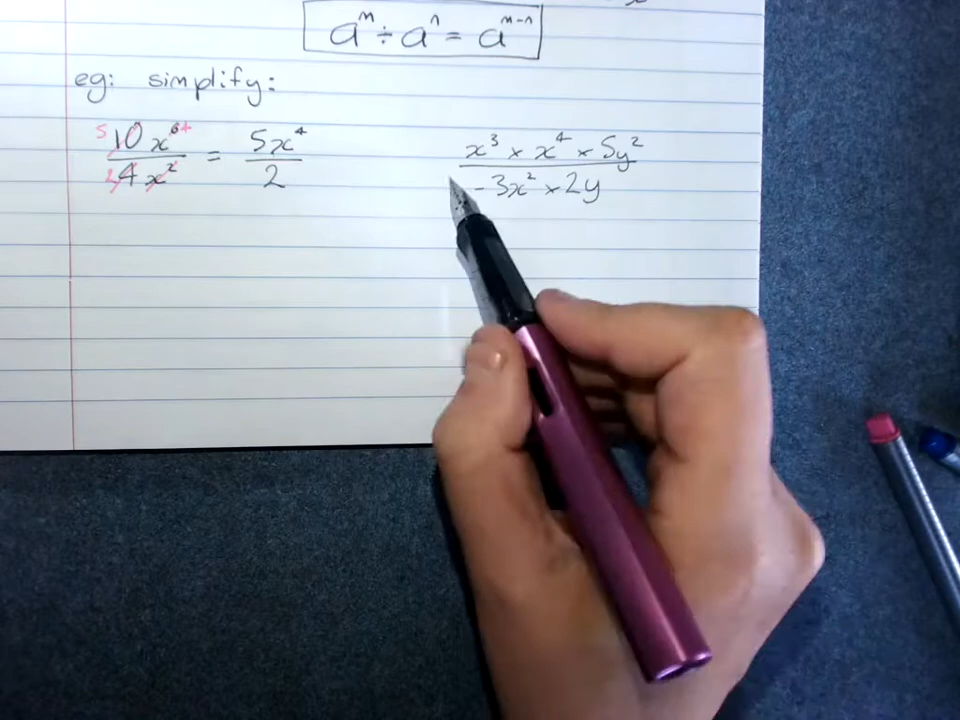 a^m ÷ a^n = a^(m-n)
eg: simplify:
5 10x^6 4 / 2 4x^2 = 5x^4 / 2
x^3 × x^4 × 5y^2 / -3x^2 × 2y